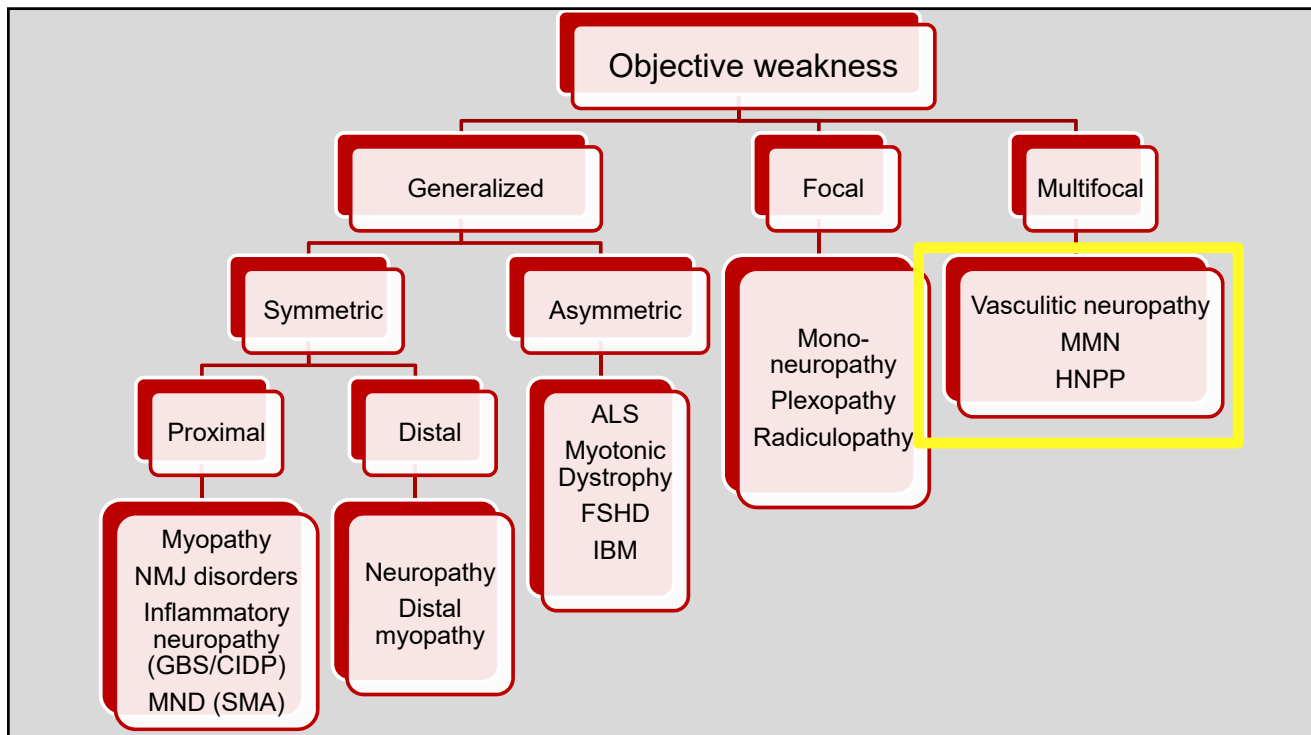 Objective weakness
Generalized
Focal
Multifocal
Symmetric
Asymmetric
Proximal
Distal
Myopathy
NMJ disorders
Inflammatory
neuropathy
(GBS/CIDP)
MND (SMA)
Neuropathy
Distal
myopathy
ALS
Myotonic
Dystrophy
FSHD
IBM
Mono-
neuropathy
Plexopathy
Radiculopathy
Vasculitic neuropathy
MMN
HNPP